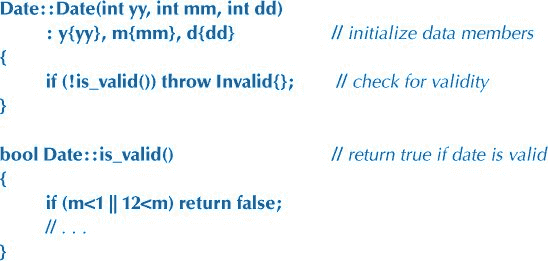 Date::Date(int yy, int mm, int dd)
: y{yy}, m{mm}, d{dd} // initialize data members
{
if (!is_valid()) throw Invalid{}; // check for validity
}
bool Date::is_valid() // return true if date is valid
{
if (m<1 || 12<m) return false;
// . . .
}